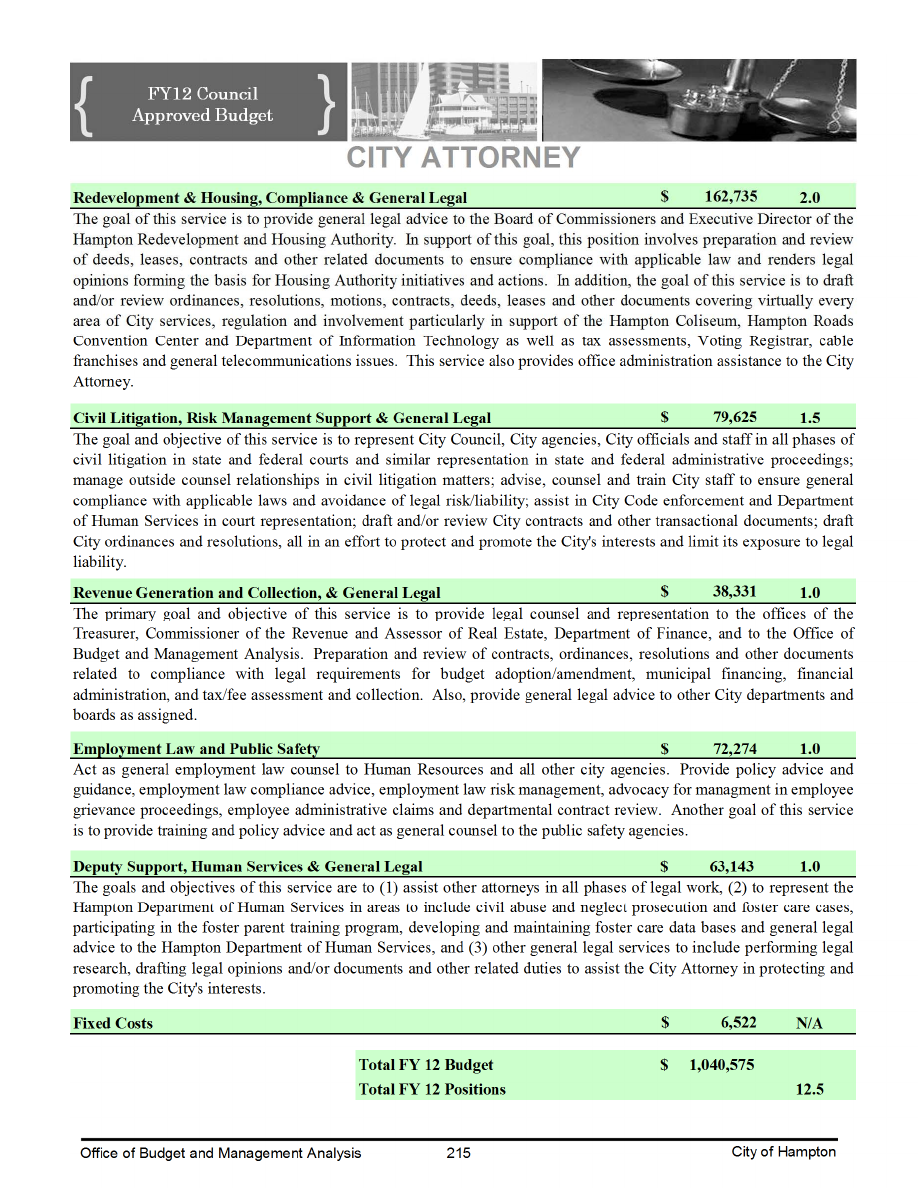 FY12 Council
Approved Budget
CITY ATTORNEY
Redevelopment & Housing, Compliance & General Legal $ 162,735 2.0
The goal of this service is to provide general legal advice to the Board of Commissioners and Executive Director of the
Hampton Redevelopment and Housing Authority. In support of this goal, this position involves preparation and review
of deeds, leases, contracts and other related documents to ensure compliance with applicable law and renders legal
opinions forming the basis for Housing Authority initiatives and actions. In addition, the goal of this service is to draft
and/or review ordinances, resolutions, motions, contracts, deeds, leases and other documents covering virtually every
area of City services, regulation and involvement particularly in support of the Hampton Coliseum, Hampton Roads
Convention Center and Department of Information Technology as well as tax assessments, Voting Registrar, cable
franchises and general telecommunications issues. This service also provides office administration assistance to the City
Attorney.
Civil Litigation, Risk Management Support & General Legal $ 79,625 1.5
The goal and objective of this service is to represent City Council, City agencies, City officials and staff in all phases of
civil litigation in state and federal courts and similar representation in state and federal administrative proceedings;
manage outside counsel relationships in civil litigation matters; advise, counsel and train City staff to ensure general
compliance with applicable laws and avoidance of legal risk/liability; assist in City Code enforcement and Department
of Human Services in court representation; draft and/or review City contracts and other transactional documents; draft
City ordinances and resolutions, all in an effort to protect and promote the City's interests and limit its exposure to legal
liability.
Revenue Generation and Collection, & General Legal $ 38,331 1.0
The primary goal and objective of this service is to provide legal counsel and representation to the offices of the
Treasurer, Commissioner of the Revenue and Assessor of Real Estate, Department of Finance, and to the Office of
Budget and Management Analysis. Preparation and review of contracts, ordinances, resolutions and other documents
related to compliance with legal requirements for budget adoption/amendment, municipal financing, financial
administration, and tax/fee assessment and collection. Also, provide general legal advice to other City departments and
boards as assigned.
Employment Law and Public Safety $ 72,274 1.0
Act as general employment law counsel to Human Resources and all other city agencies. Provide policy advice and
guidance, employment law compliance advice, employment law risk management, advocacy for managment in employee
grievance proceedings, employee administrative claims and departmental contract review. Another goal of this service
is to provide training and policy advice and act as general counsel to the public safety agencies.
Deputy Support, Human Services & General Legal $ 63,143 1.0
The goals and objectives of this service are to (1) assist other attorneys in all phases of legal work, (2) to represent the
Hampton Department of Human Services in areas to include civil abuse and neglect prosecution and foster care cases,
participating in the foster parent training program, developing and maintaining foster care data bases and general legal
advice to the Hampton Department of Human Services, and (3) other general legal services to include performing legal
research, drafting legal opinions and/or documents and other related duties to assist the City Attorney in protecting and
promoting the City's interests.
Fixed Costs $ 6,522 N/A
Total FY 12 Budget $ 1,040,575
Total FY 12 Positions 12.5
Office of Budget and Management Analysis 215 City of Hampton